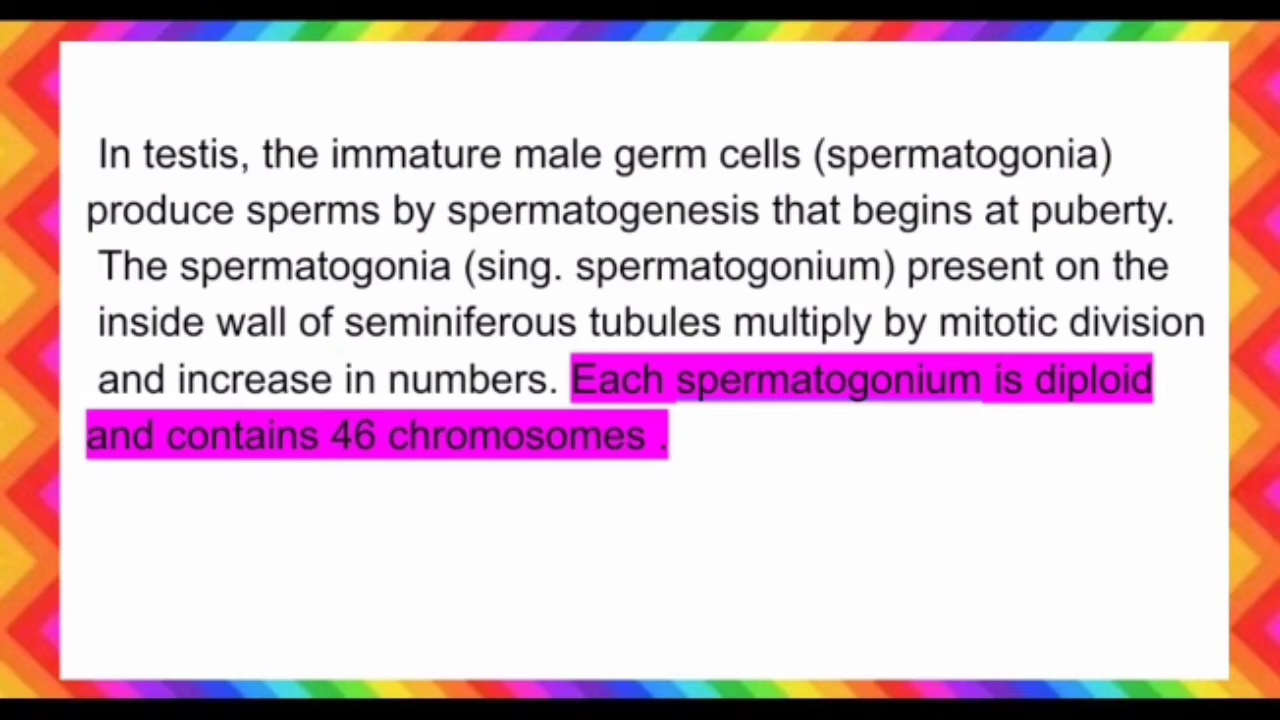 In testis, the immature male germ cells (spermatogonia)
produce sperms by spermatogenesis that begins at puberty.
The spermatogonia (sing. spermatogonium) present on the
inside wall of seminiferous tubules multiply by mitotic division
and increase in numbers. Each spermatogonium is diploid
and contains 46 chromosomes .